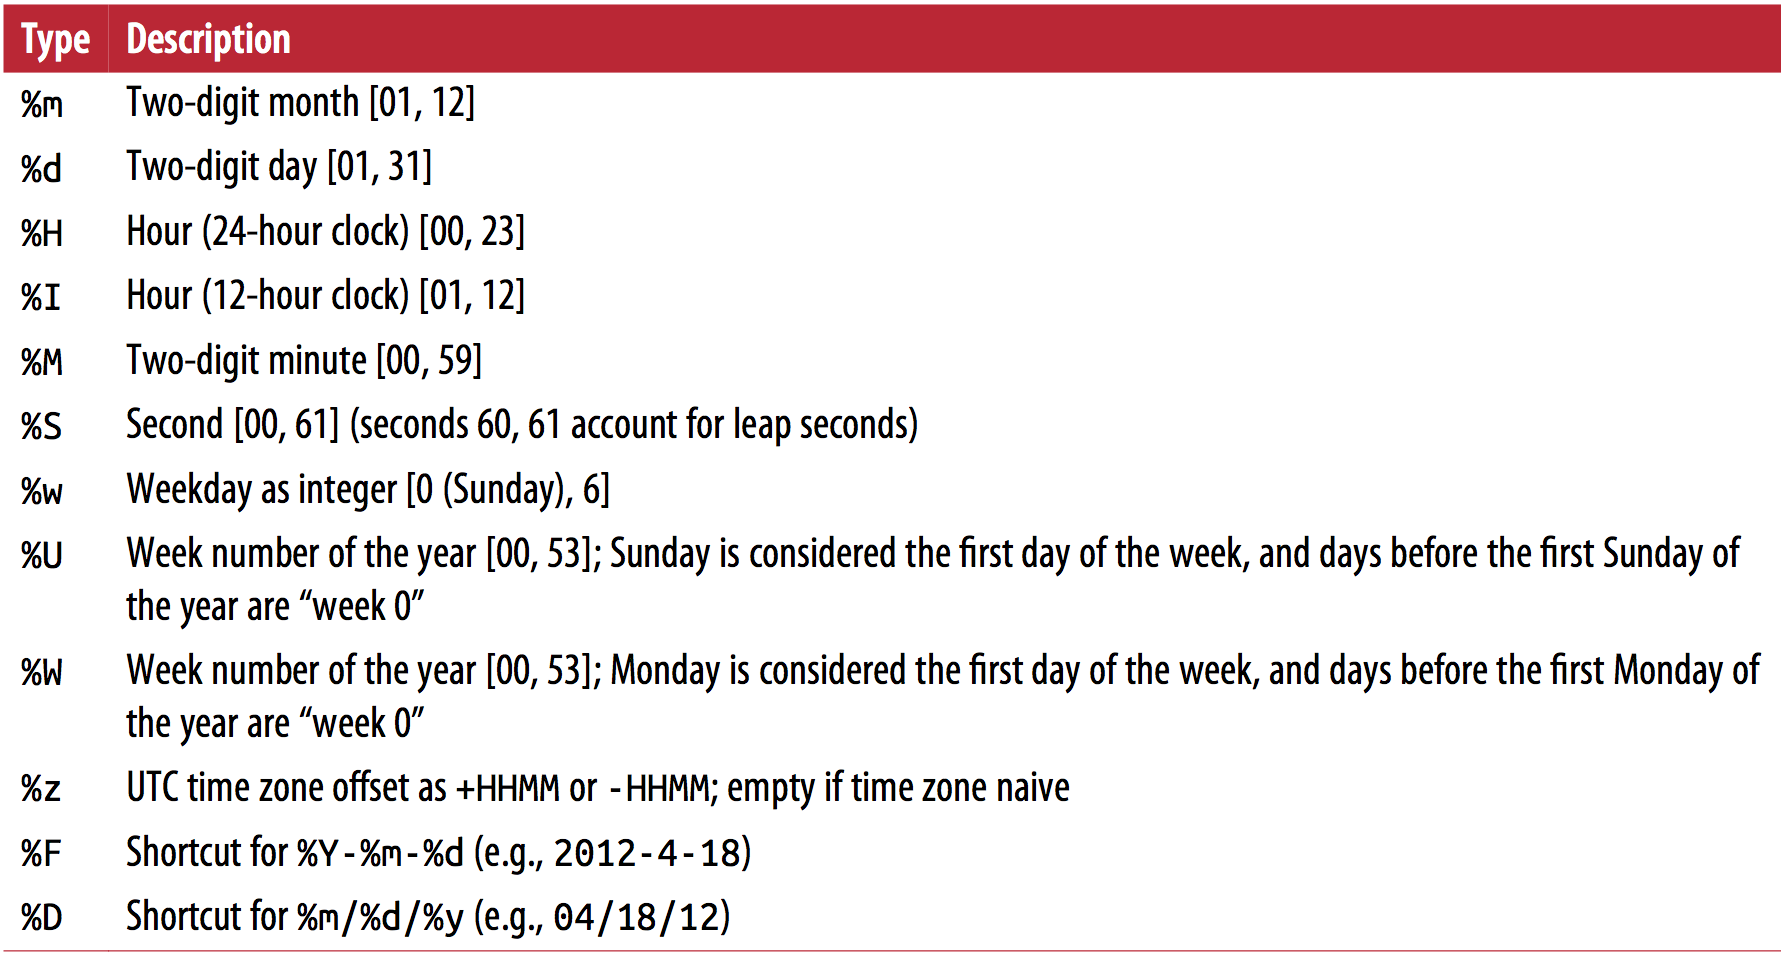 Type Description
%m Two-digit month [01, 12]
%d Two-digit day [01, 31]
%H Hour (24-hour clock) [00, 23]
%I Hour (12-hour clock) [01, 12]
%M Two-digit minute [00, 59]
%S Second [00, 61] (seconds 60, 61 account for leap seconds)
%w Weekday as integer [0 (Sunday), 6]
%U Week number of the year [00, 53]; Sunday is considered the first day of the week, and days before the first Sunday of
the year are “week 0”
%W Week number of the year [00, 53]; Monday is considered the first day of the week, and days before the first Monday of
the year are “week 0”
%z UTC time zone offset as +HHMM or -HHMM; empty if time zone naive
%F Shortcut for %Y-%m-%d (e.g., 2012-4-18)
%D Shortcut for %m/%d/%y (e.g., 04/18/12)